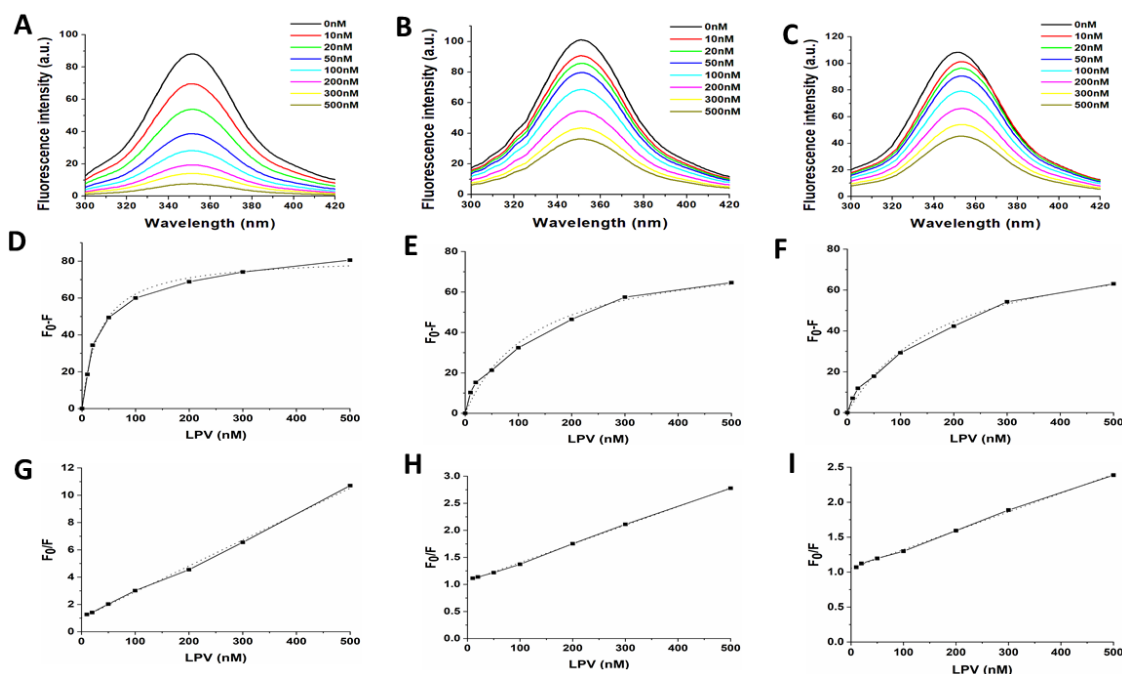 A
0nM
10nM
20nM
50nM
100nM
200nM
300nM
500nM
Fluorescence intensity (a.u.)
100
80
60
40
20
0
300 320 340 360 380 400 420
Wavelength (nm)
B
0nM
10nM
20nM
50nM
100nM
200nM
300nM
500nM
Fluorescence intensity (a.u.)
100
80
60
40
20
0
300 320 340 360 380 400 420
Wavelength (nm)
C
0nM
10nM
20nM
50nM
100nM
200nM
300nM
500nM
Fluorescence intensity (a.u.)
120
100
80
60
40
20
0
300 320 340 360 380 400 420
Wavelength (nm)
D
F₀-F
80
60
40
20
0
0 100 200 300 400 500
LPV (nM)
E
F₀-F
80
60
40
20
0
0 100 200 300 400 500
LPV (nM)
F
F₀-F
80
60
40
20
0
0 100 200 300 400 500
LPV (nM)
G
F₀/F
12
10
8
6
4
2
0
0 100 200 300 400 500
LPV (nM)
H
F₀/F
3.0
2.5
2.0
1.5
1.0
0.5
0.0
0 100 200 300 400 500
LPV (nM)
I
F₀/F
2.5
2.0
1.5
1.0
0.5
0.0
0 100 200 300 400 500
LPV (nM)